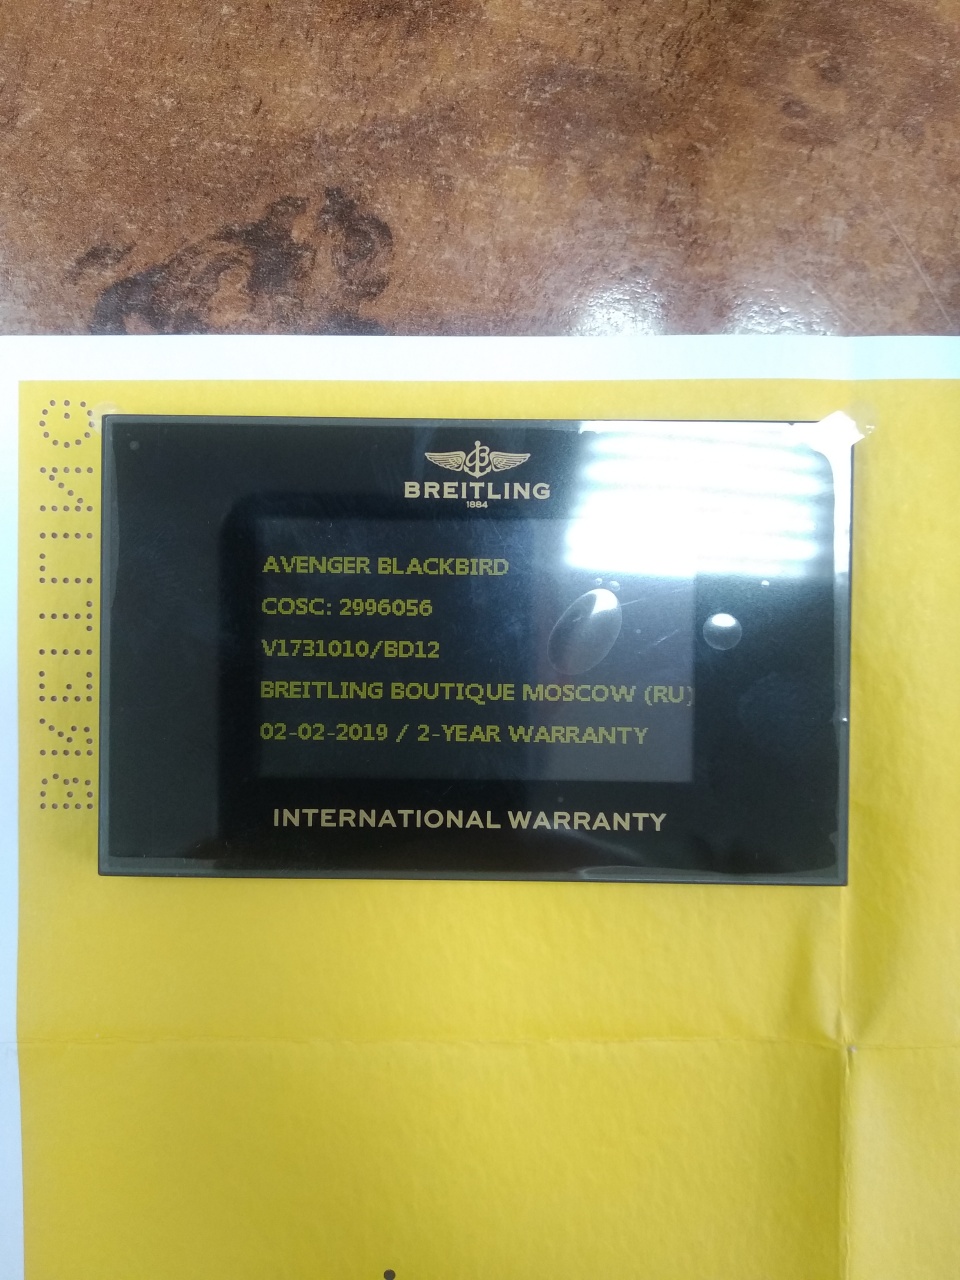 BREITLING
BREITLING
1884
AVENGER BLACKBIRD
COSC: 2996056
V1731010/BD12
BREITLING BOUTIQUE MOSCOW (RU)
02-02-2019 / 2-YEAR WARRANTY
INTERNATIONAL WARRANTY